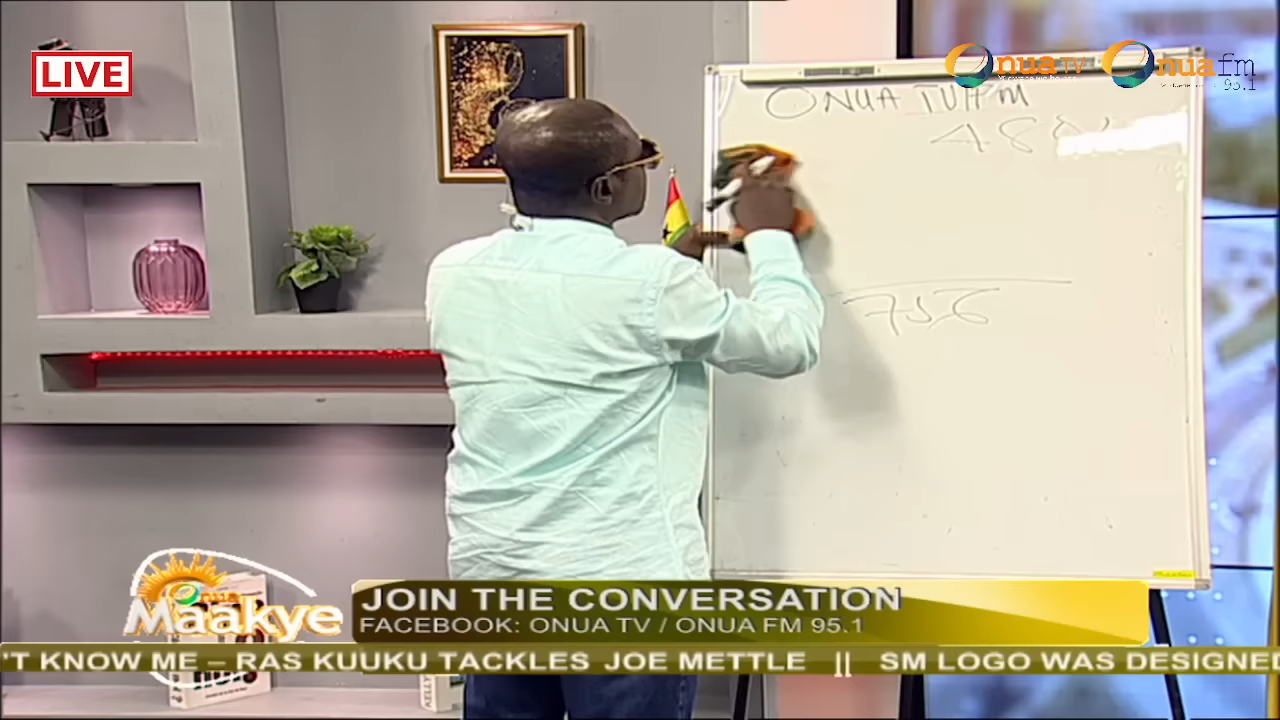 LIVE
Onua TV
Onua fm
95.1
ONUA TV/FM
756
Onua
Maakye
JOIN THE CONVERSATION
FACEBOOK: ONUA TV / ONUA FM 95.1
'T KNOW ME – RAS KUUKU TACKLES JOE METTLE || SM LOGO WAS DESIGNED